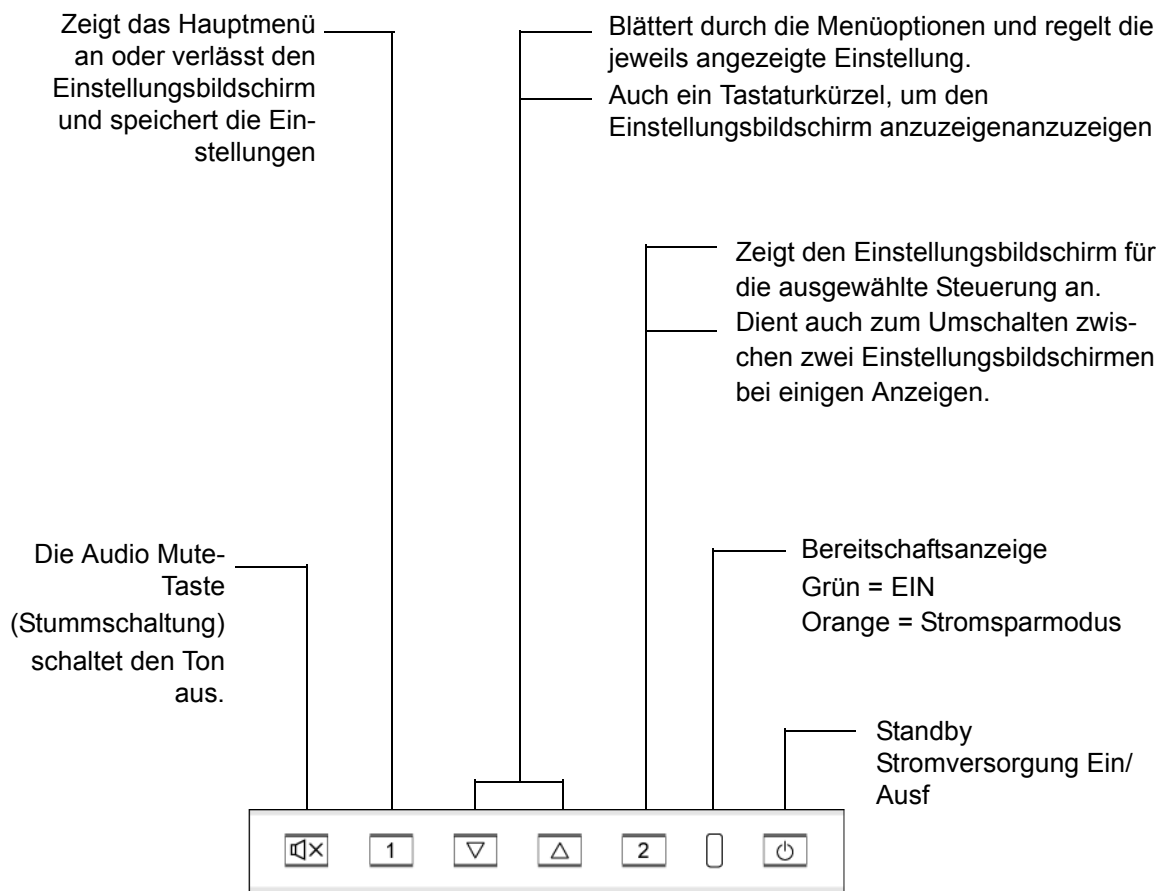 Zeigt das Hauptmenü
an oder verlässt den
Einstellungsbildschirm
und speichert die Ein-
stellungen
Blättert durch die Menüoptionen und regelt die
jeweils angezeigte Einstellung.
Auch ein Tastaturkürzel, um den
Einstellungsbildschirm anzuzeigenanzuzeigen
Zeigt den Einstellungsbildschirm für
die ausgewählte Steuerung an.
Dient auch zum Umschalten zwis-
chen zwei Einstellungsbildschirmen
bei einigen Anzeigen.
Die Audio Mute-
Taste
(Stummschaltung)
schaltet den Ton
aus.
Bereitschaftsanzeige
Grün = EIN
Orange = Stromsparmodus
Standby
Stromversorgung Ein/
Ausf
1 2